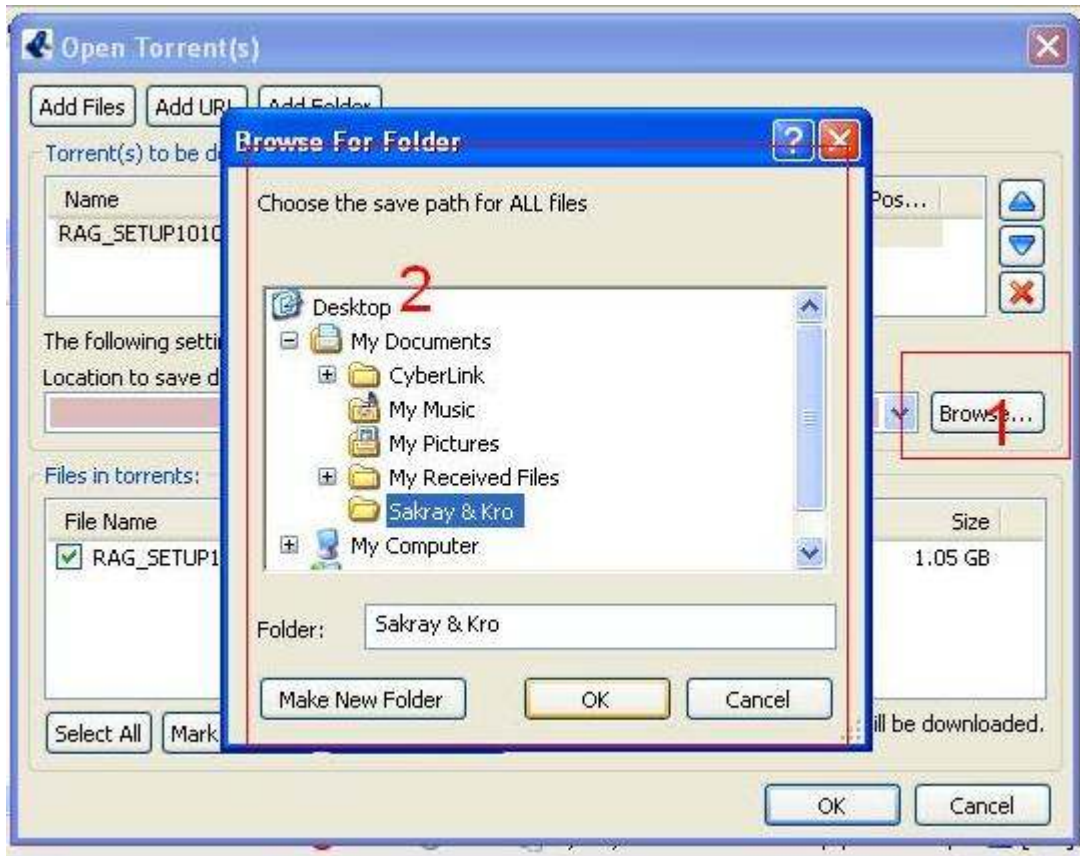 Open Torrent(s)
Add Files Add URL Add Folder
Torrent(s) to be d
Name Pos...
RAG_SETUP1010
The following setti
Location to save d
Browse...
1
Files in torrents:
File Name Size
RAG_SETUP1 1.05 GB
Select All Mark ill be downloaded.
OK Cancel
Browse For Folder
Choose the save path for ALL files
2
Desktop
My Documents
CyberLink
My Music
My Pictures
My Received Files
Sakray & Kro
My Computer
Folder: Sakray & Kro
Make New Folder OK Cancel